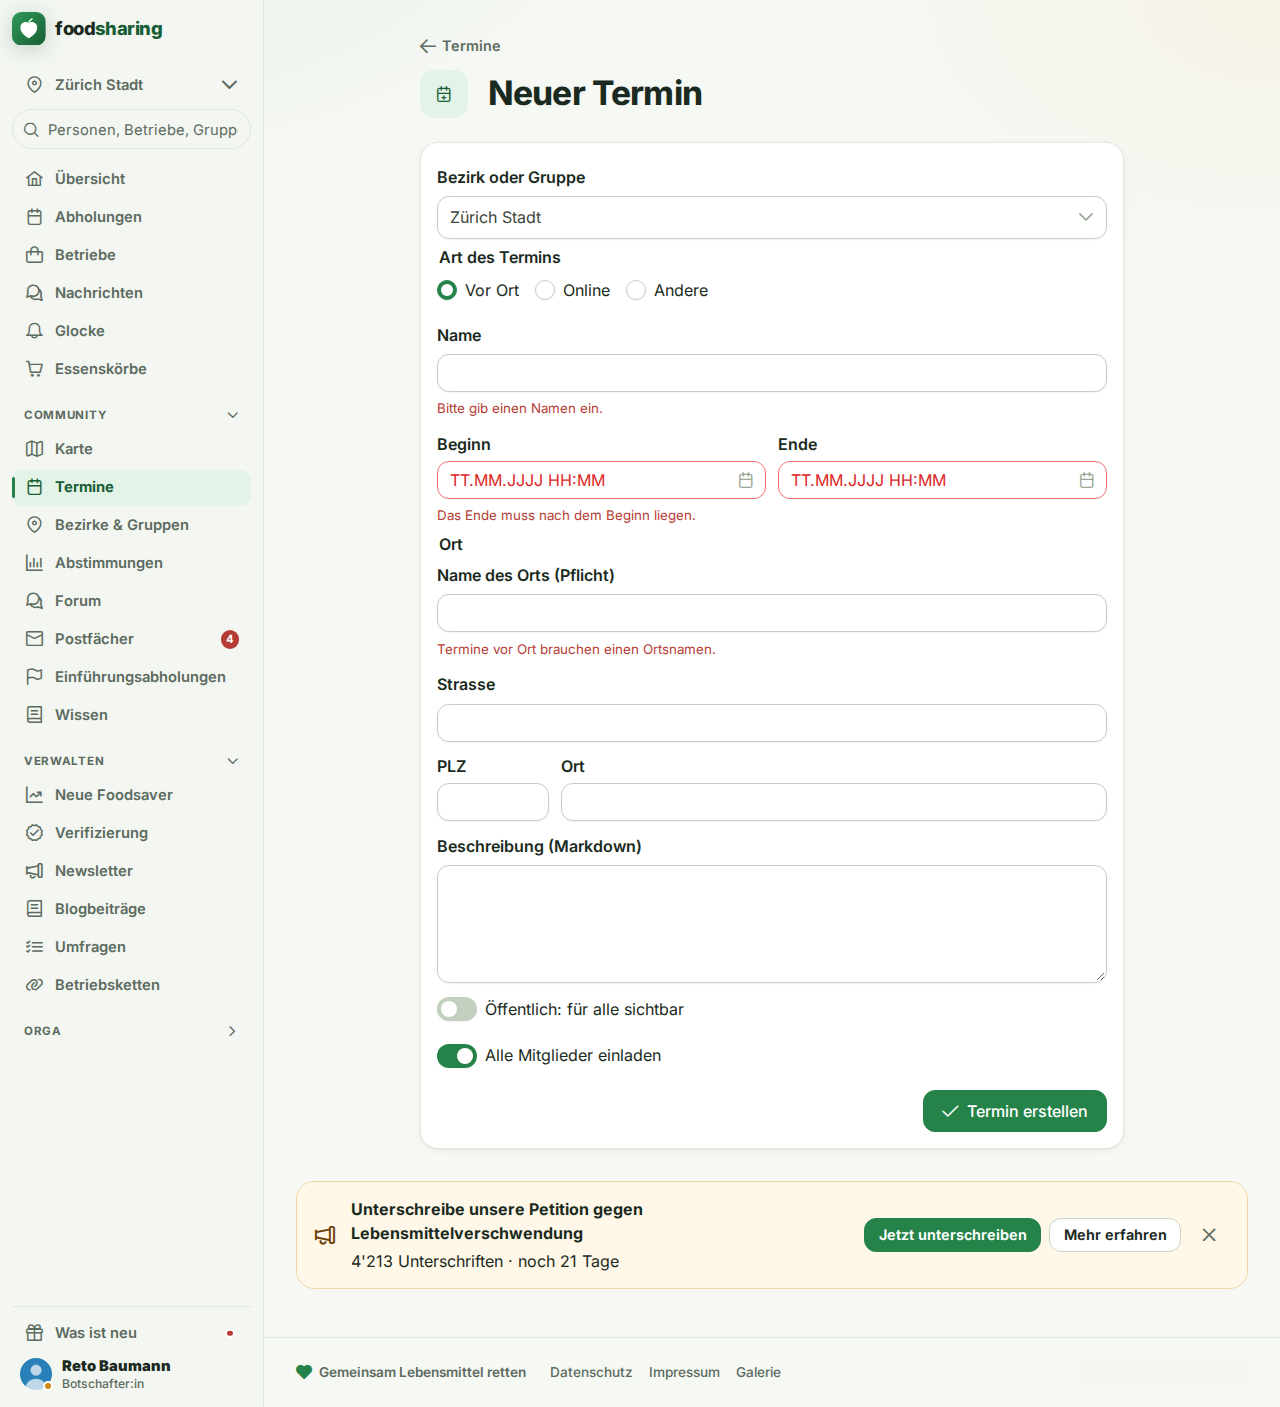 foodsharing
Zürich Stadt
Personen, Betriebe, Grupp
Übersicht
Abholungen
Betriebe
Nachrichten
Glocke
Essenskörbe
COMMUNITY
Karte
Termine
Bezirke & Gruppen
Abstimmungen
Forum
Postfächer 4
Einführungsabholungen
Wissen
VERWALTEN
Neue Foodsaver
Verifizierung
Newsletter
Blogbeiträge
Umfragen
Betriebsketten
ORGA
Was ist neu
Reto Baumann
Botschafter:in
Termine
Neuer Termin
Bezirk oder Gruppe
Zürich Stadt
Art des Termins
Vor Ort Online Andere
Name
Bitte gib einen Namen ein.
Beginn Ende
TT.MM.JJJJ HH:MM TT.MM.JJJJ HH:MM
Das Ende muss nach dem Beginn liegen.
Ort
Name des Orts (Pflicht)
Termine vor Ort brauchen einen Ortsnamen.
Strasse
PLZ Ort
Beschreibung (Markdown)
Öffentlich: für alle sichtbar
Alle Mitglieder einladen
Termin erstellen
Unterschreibe unsere Petition gegen
Lebensmittelverschwendung
4'213 Unterschriften · noch 21 Tage
Jetzt unterschreiben Mehr erfahren
Gemeinsam Lebensmittel retten Datenschutz Impressum Galerie